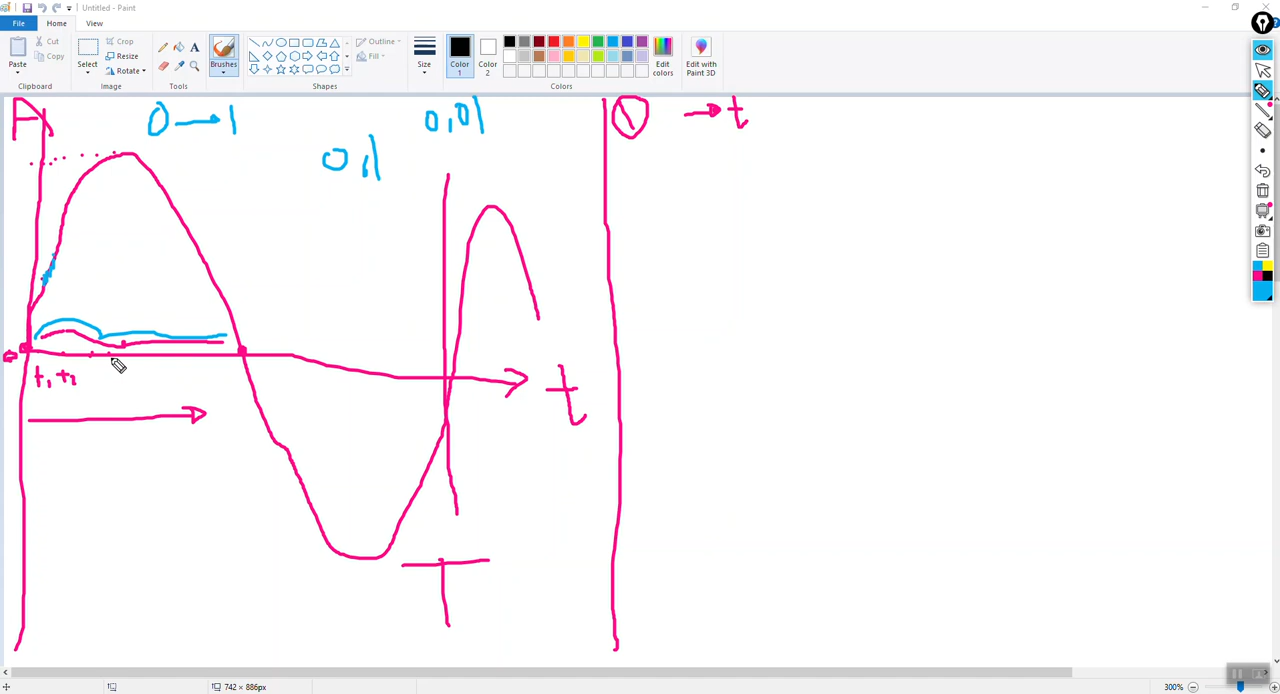 Untitled - Paint
File
Home
View
Paste
Cut
Copy
Clipboard
Select
Crop
Resize
Rotate
Image
A
Tools
Brushes
Outline
Fill
Shapes
Size
Color 1
Color 2
Edit colors
Colors
Edit with Paint 3D
A
0 → 1
0,1
0,01
1 → t
t1 t2
t
T
742 × 886px
300%